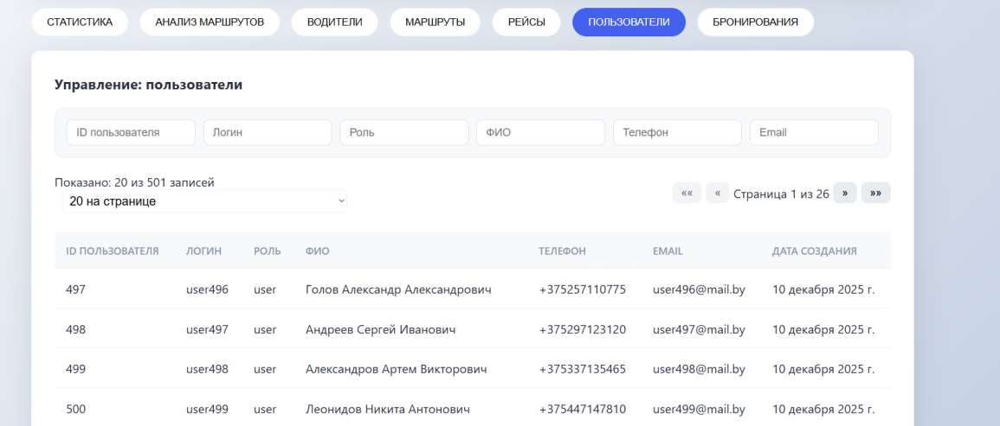 СТАТИСТИКА АНАЛИЗ МАРШРУТОВ ВОДИТЕЛИ МАРШРУТЫ РЕЙСЫ ПОЛЬЗОВАТЕЛИ БРОНИРОВАНИЯ
Управление: пользователи
ID пользователя Логин Роль ФИО Телефон Email
Показано: 20 из 501 записей
20 на странице
«« « Страница 1 из 26 » »»
ID ПОЛЬЗОВАТЕЛЯ ЛОГИН РОЛЬ ФИО ТЕЛЕФОН EMAIL ДАТА СОЗДАНИЯ
497 user496 user Голов Александр Александрович +375257110775 user496@mail.by 10 декабря 2025 г.
498 user497 user Андреев Сергей Иванович +375297123120 user497@mail.by 10 декабря 2025 г.
499 user498 user Александров Артем Викторович +375337135465 user498@mail.by 10 декабря 2025 г.
500 user499 user Леонидов Никита Антонович +375447147810 user499@mail.by 10 декабря 2025 г.